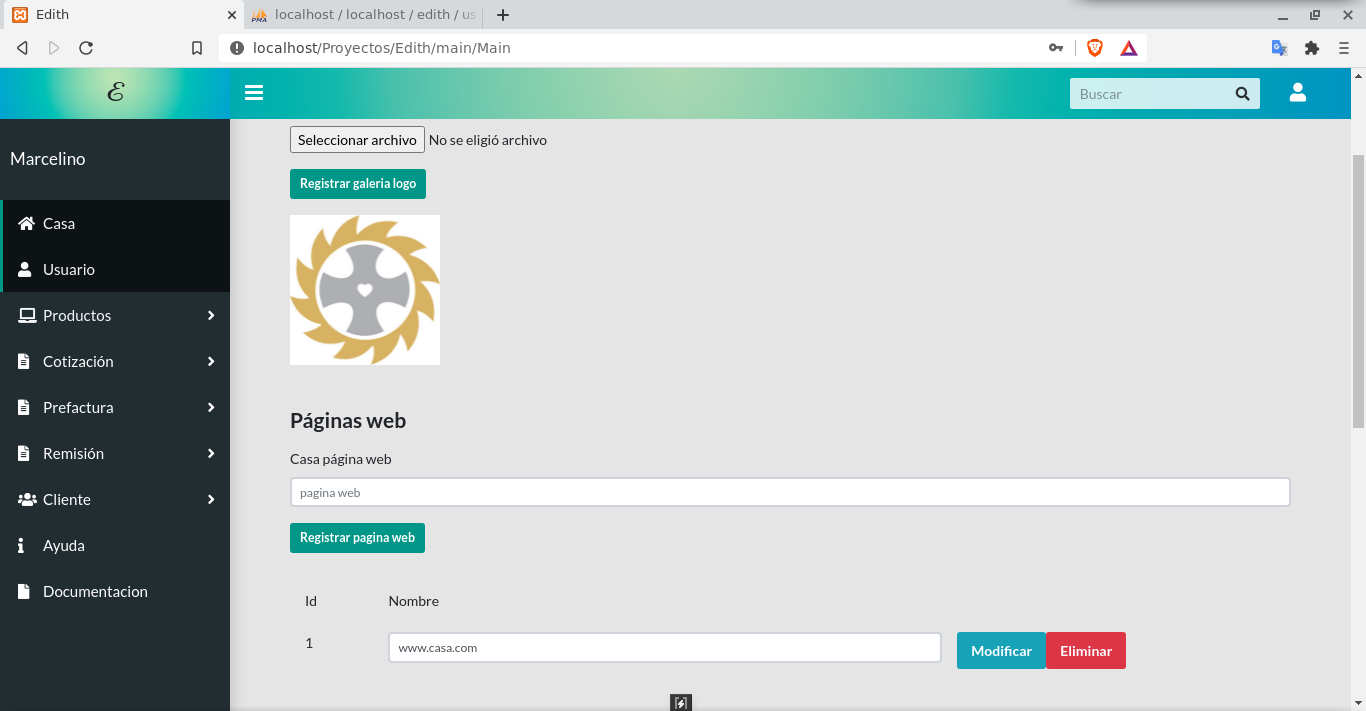 Edith
localhost / localhost / edith / us
localhost/Proyectos/Edith/main/Main
ℰ
Buscar
Marcelino
Casa
Usuario
Productos
Cotización
Prefactura
Remisión
Cliente
Ayuda
Documentacion
Seleccionar archivo No se eligió archivo
Registrar galeria logo
Páginas web
Casa página web
pagina web
Registrar pagina web
Id Nombre
1 www.casa.com Modificar Eliminar